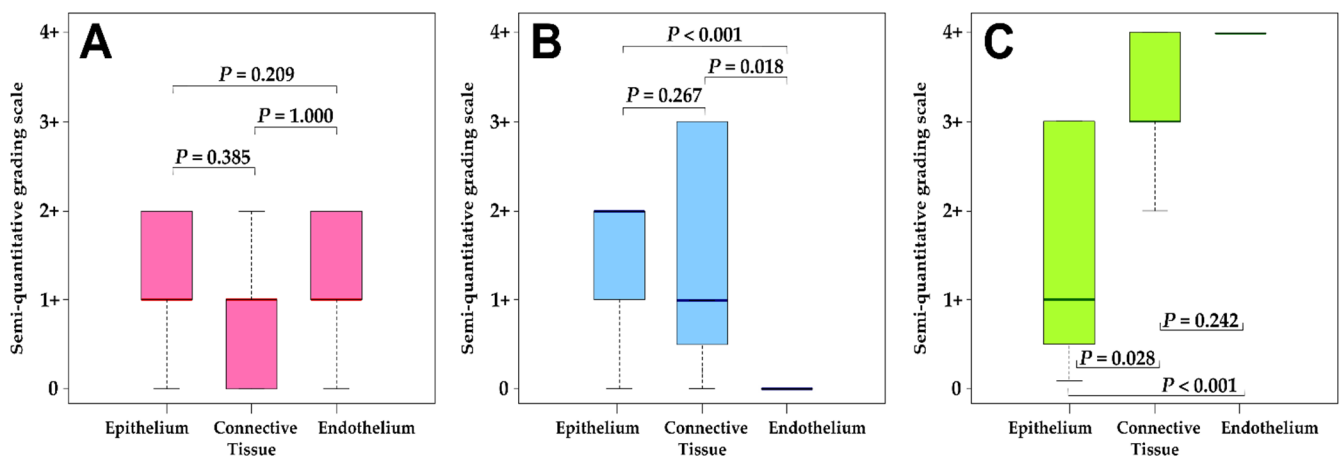 A
Semi-quantitative grading scale
4+
3+
2+
1+
0
P = 0.209
P = 1.000
P = 0.385
Epithelium
Connective
Tissue
Endothelium
B
Semi-quantitative grading scale
4+
3+
2+
1+
0
P < 0.001
P = 0.018
P = 0.267
Epithelium
Connective
Tissue
Endothelium
C
Semi-quantitative grading scale
4+
3+
2+
1+
0
P = 0.242
P = 0.028
P < 0.001
Epithelium
Connective
Tissue
Endothelium